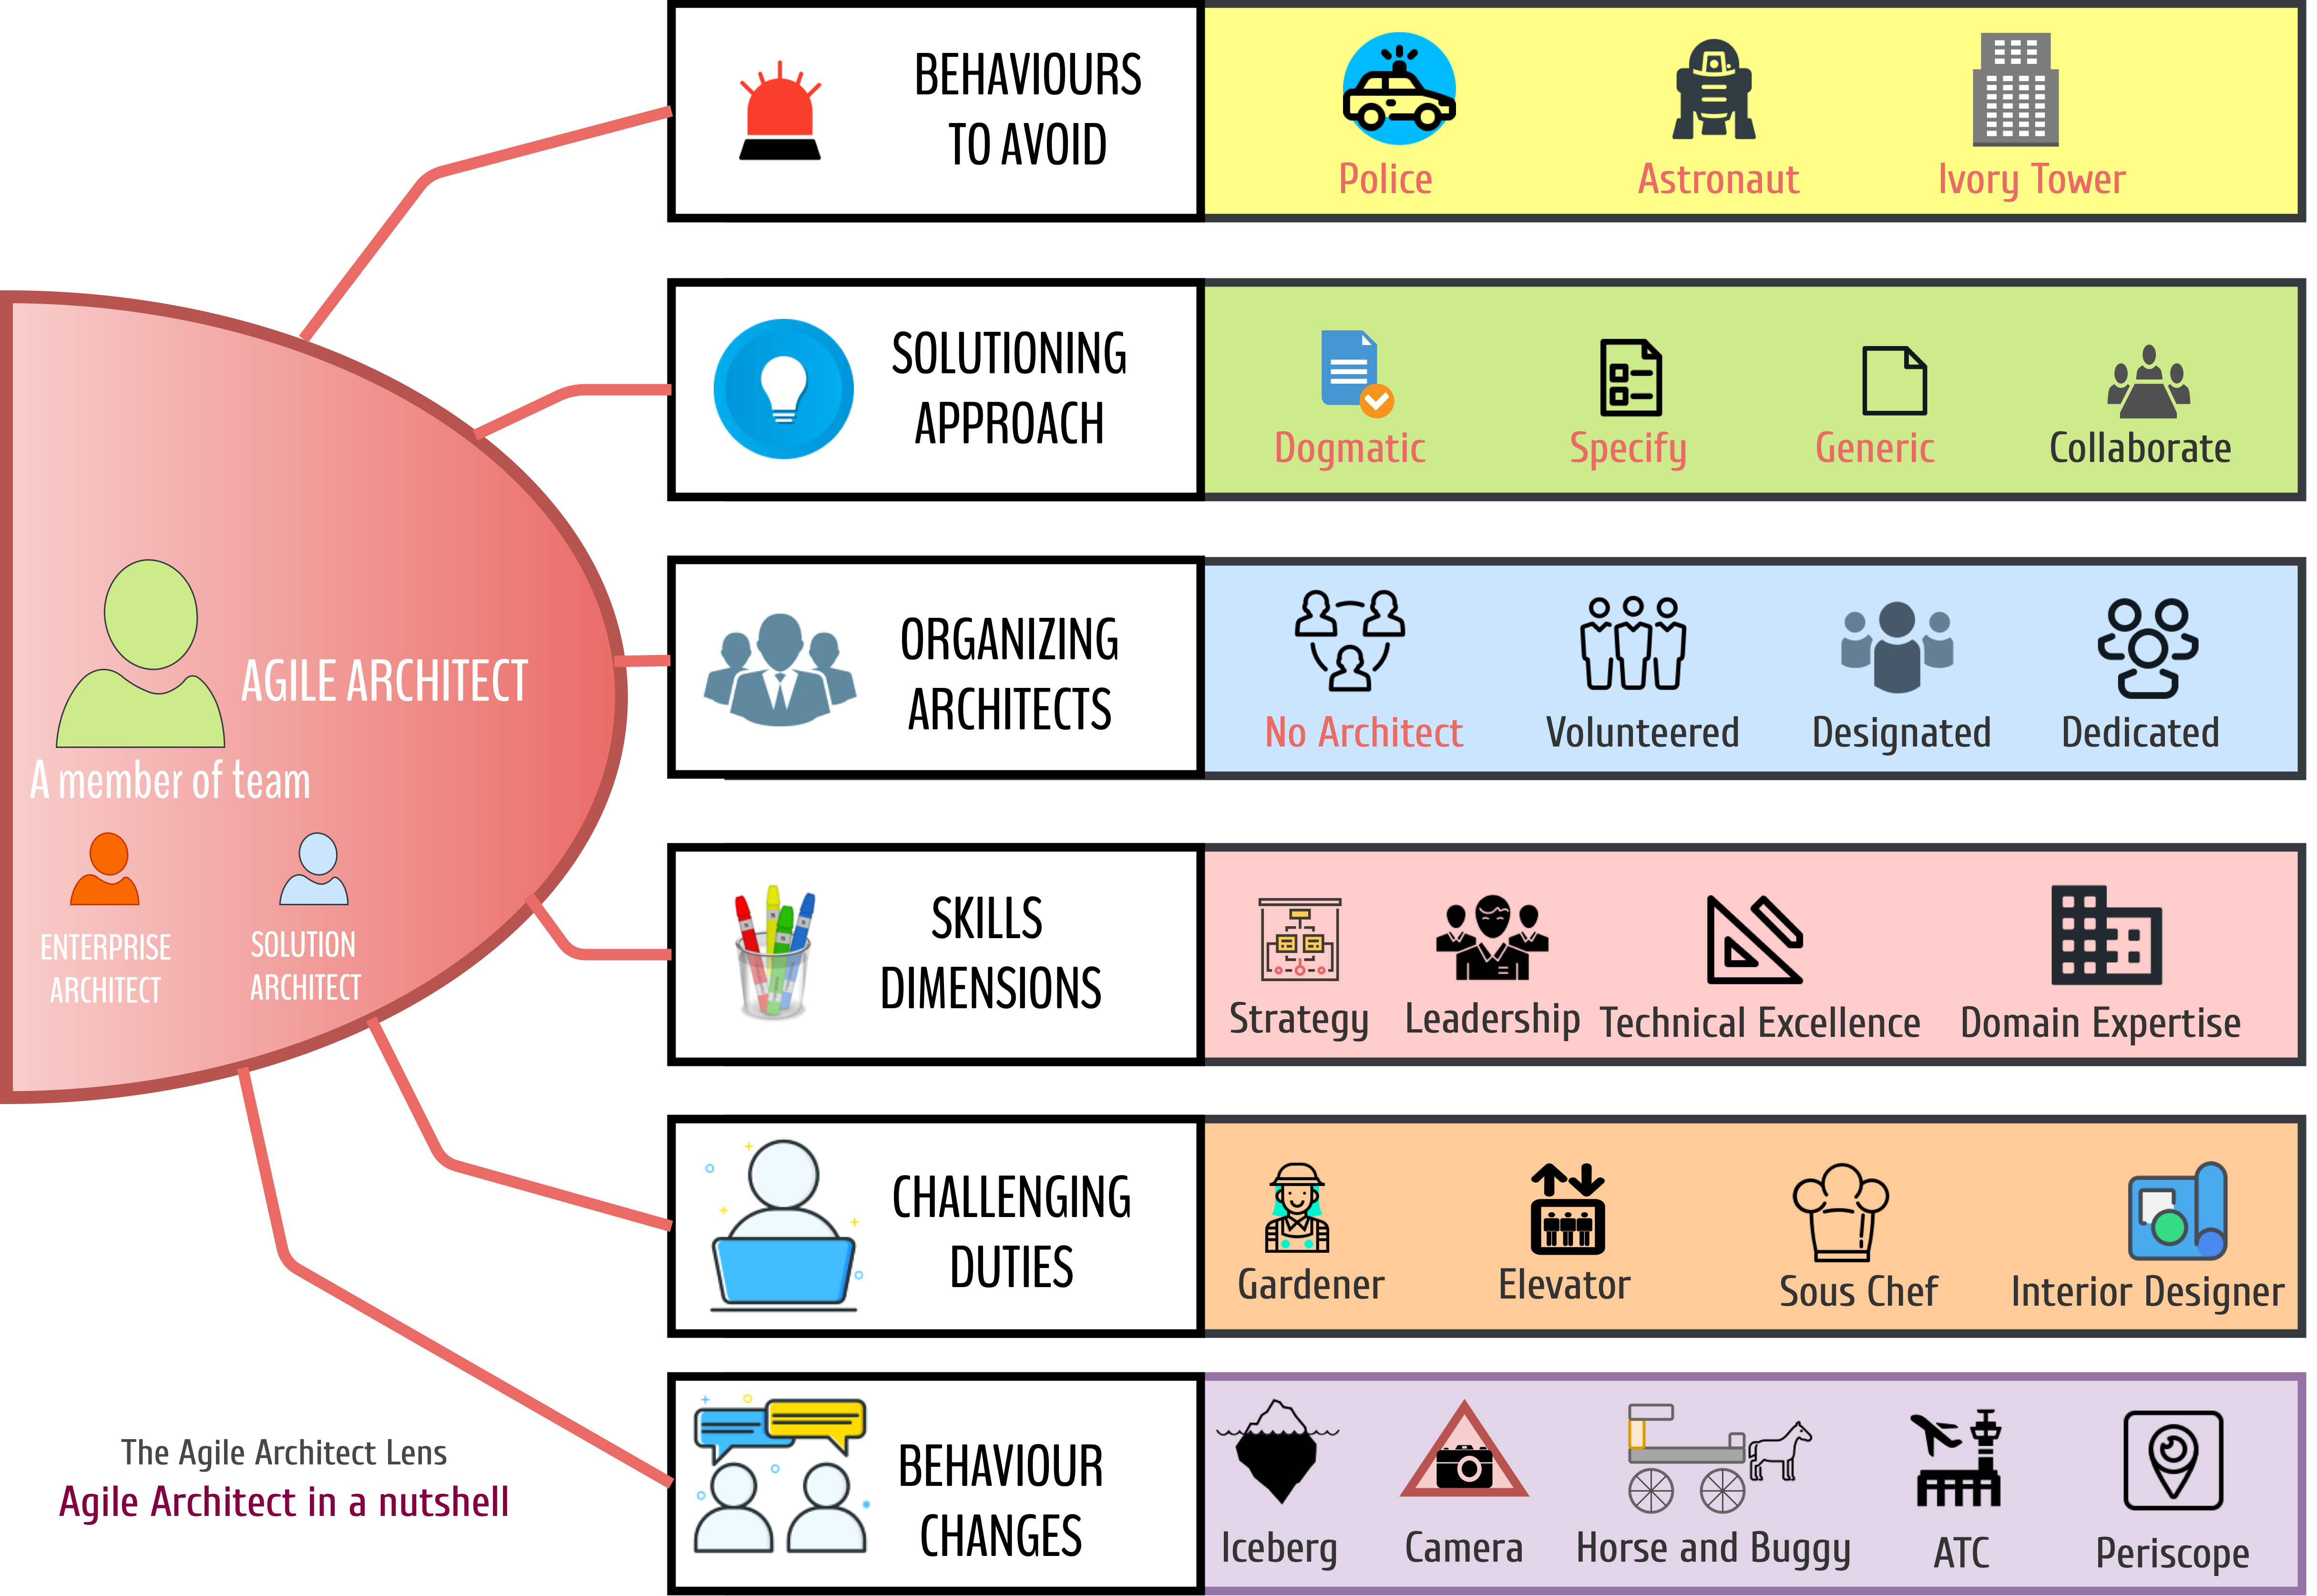 BEHAVIOURS
TO AVOID
Police
Astronaut
Ivory Tower
SOLUTIONING
APPROACH
Dogmatic
Specify
Generic
Collaborate
ORGANIZING
ARCHITECTS
No Architect
Volunteered
Designated
Dedicated
AGILE ARCHITECT
A member of team
ENTERPRISE
ARCHITECT
SOLUTION
ARCHITECT
SKILLS
DIMENSIONS
Strategy
Leadership
Technical Excellence
Domain Expertise
CHALLENGING
DUTIES
Gardener
Elevator
Sous Chef
Interior Designer
BEHAVIOUR
CHANGES
Iceberg
Camera
Horse and Buggy
ATC
Periscope
The Agile Architect Lens
Agile Architect in a nutshell